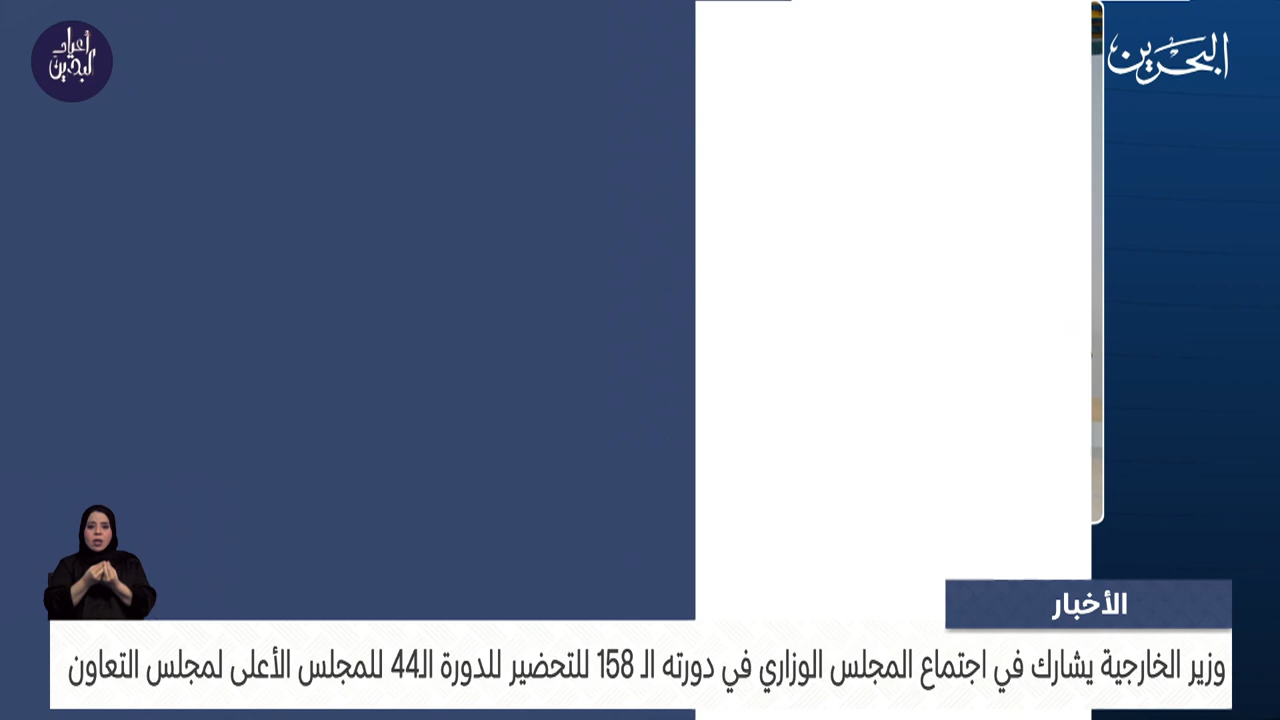 أعياد
البحرين
البحرين
الأخبار
وزير الخارجية يشارك في اجتماع المجلس الوزاري في دورته الـ 158 للتحضير للدورة الـ44 للمجلس الأعلى لمجلس التعاون